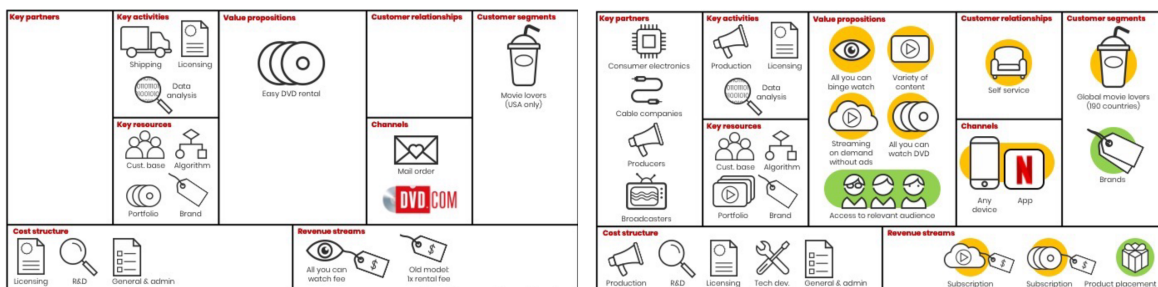 Key partners
Key activities
Shipping
Licensing
Data
analysis
Key resources
Cust. base
Algorithm
Portfolio
Brand
Value propositions
Easy DVD rental
Customer relationships
Channels
Mail order
DVD.COM
Customer segments
Movie lovers
(USA only)
Cost structure
Licensing
R&D
General & admin
Revenue streams
All you can
watch fee
Old model:
1x rental fee
Key partners
Consumer electronics
Cable companies
Producers
Broadcasters
Key activities
Production
Licensing
Data
analysis
Key resources
Cust. base
Algorithm
Portfolio
Brand
Value propositions
All you can
binge watch
Variety of
content
Streaming
on demand
without ads
All you can
watch DVD
Access to relevant audience
Customer relationships
Self service
Channels
N
Any
device
App
Customer segments
Global movie lovers
(190 countries)
Brands
Cost structure
Production
R&D
Licensing
Tech dev.
General & admin
Revenue streams
Subscription
Subscription
Product placement